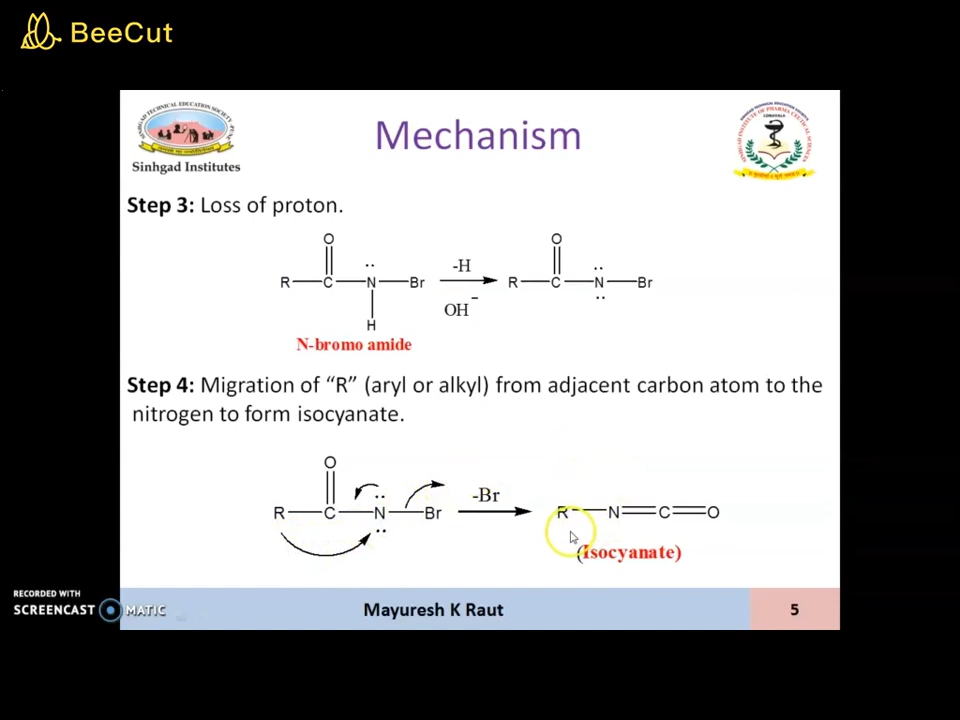 BeeCut
Mechanism
Sinhgad Institutes
Step 3: Loss of proton.
O
R C N Br
H
-H
OH⁻
O
R C N Br
N-bromo amide
Step 4: Migration of “R” (aryl or alkyl) from adjacent carbon atom to the
nitrogen to form isocyanate.
O
R C N Br
-Br
R N C O
(Isocyanate)
RECORDED WITH
SCREENCAST MATIC
Mayuresh K Raut
5